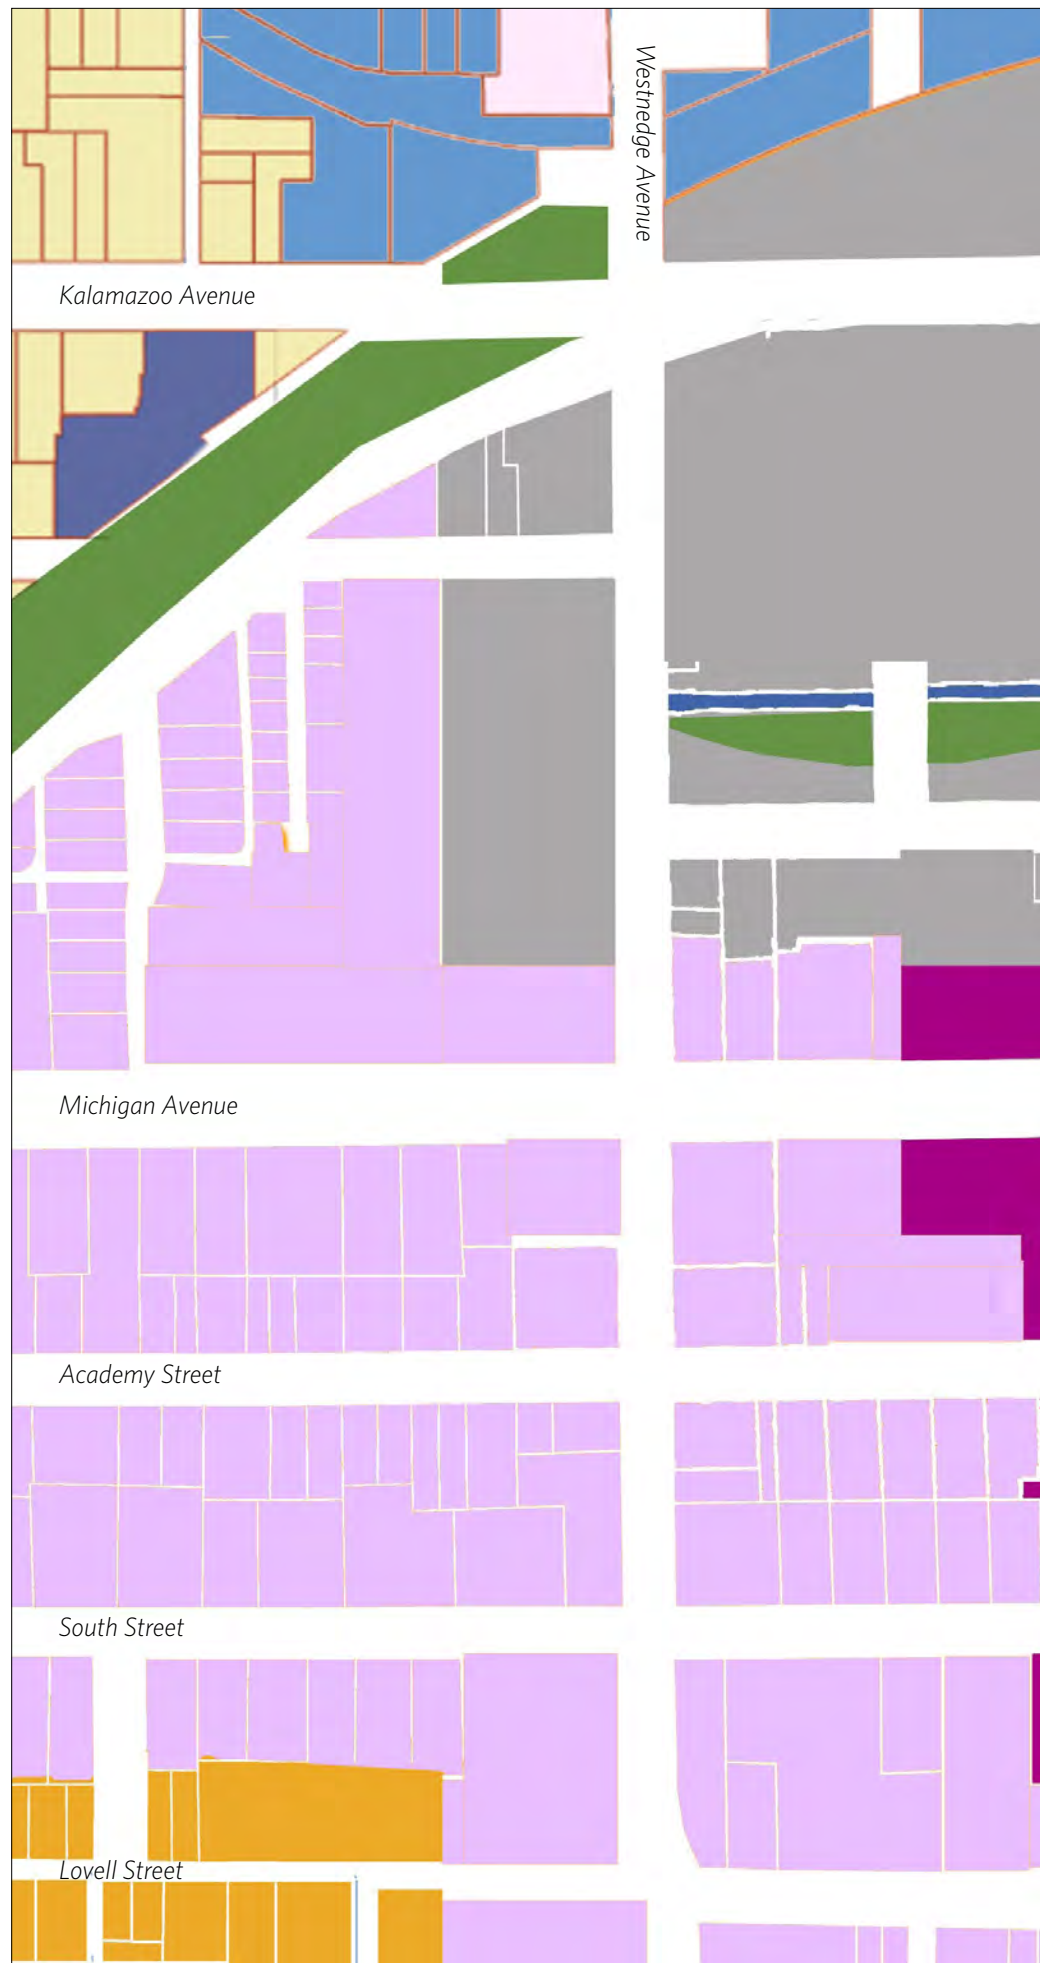 Westnedge Avenue
Kalamazoo Avenue
Michigan Avenue
Academy Street
South Street
Lovell Street